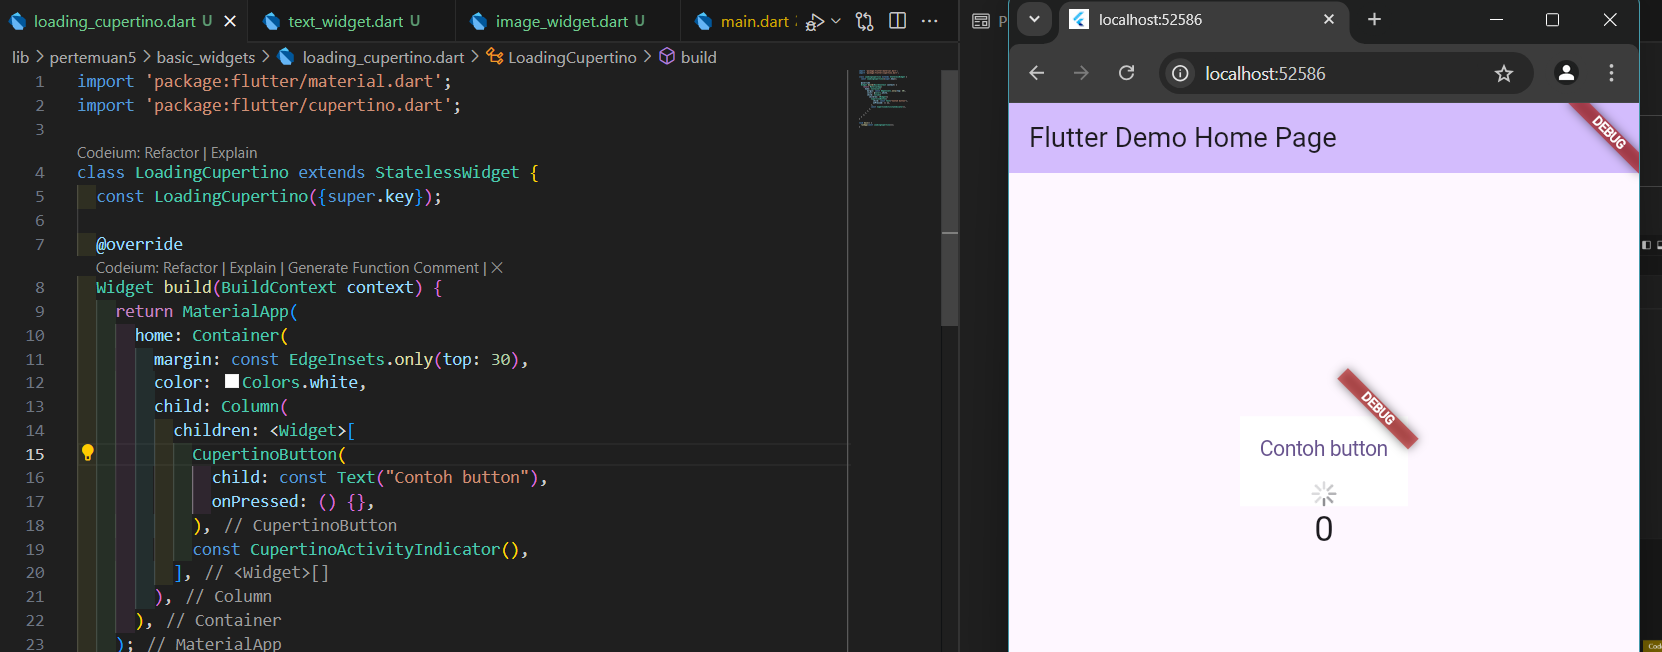 loading_cupertino.dart U
text_widget.dart U
image_widget.dart U
main.dart
lib > pertemuan5 > basic_widgets > loading_cupertino.dart > LoadingCupertino > build
1 import 'package:flutter/material.dart';
2 import 'package:flutter/cupertino.dart';
3
Codeium: Refactor | Explain
4 class LoadingCupertino extends StatelessWidget {
5 const LoadingCupertino({super.key});
6
7 @override
Codeium: Refactor | Explain | Generate Function Comment | ✕
8 Widget build(BuildContext context) {
9 return MaterialApp(
10 home: Container(
11 margin: const EdgeInsets.only(top: 30),
12 color: Colors.white,
13 child: Column(
14 children: <Widget>[
15 CupertinoButton(
16 child: const Text("Contoh button"),
17 onPressed: () {},
18 ), // CupertinoButton
19 const CupertinoActivityIndicator(),
20 ], // <Widget>[]
21 ), // Column
22 ), // Container
23 ); // MaterialApp
P
localhost:52586
localhost:52586
Flutter Demo Home Page
DEBUG
DEBUG
Contoh button
0